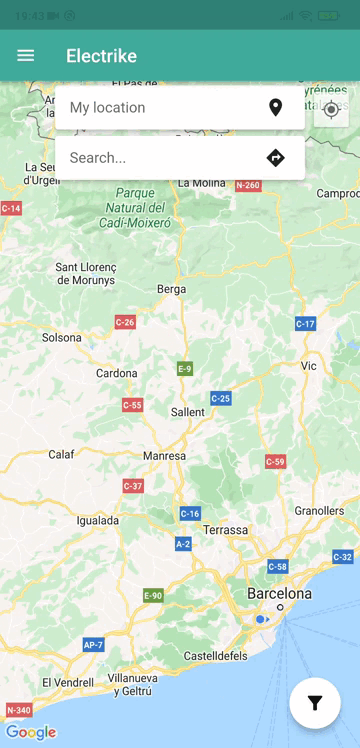 19:43
Electrike
El Pas de
My location
Search...
La Seu
d'Urgell
La Molina
N-260
Camprod
C-14
Parque
Natural del
Cadí-Moixeró
Sant Llorenç
de Morunys
Berga
C-26
C-17
Solsona
Cardona
E-9
Vic
C-25
C-55
Sallent
Calaf
Manresa
C-59
C-37
C-16
Granollers
Igualada
Terrassa
A-2
C-32
C-58
E-90
Barcelona
AP-7
Castelldefels
El Vendrell
Villanueva
y Geltrú
N-340
Google